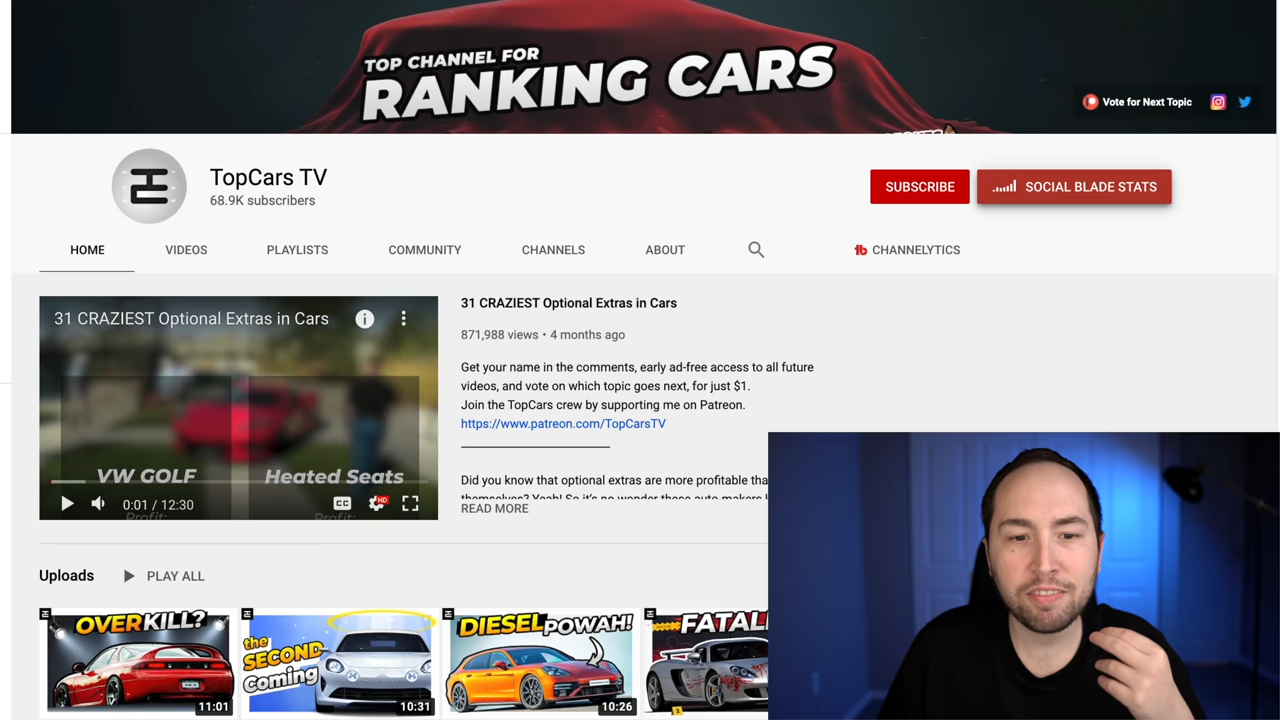 TOP CHANNEL FOR
RANKING CARS
Vote for Next Topic
TopCars TV
68.9K subscribers
SUBSCRIBE
SOCIAL BLADE STATS
HOME
VIDEOS
PLAYLISTS
COMMUNITY
CHANNELS
ABOUT
tb CHANNELYTICS
31 CRAZIEST Optional Extras in Cars
VW GOLF
Heated Seats
Profit:
Profit:
0:01 / 12:30
CC
HD
31 CRAZIEST Optional Extras in Cars
871,988 views • 4 months ago
Get your name in the comments, early ad-free access to all future
videos, and vote on which topic goes next, for just $1.
Join the TopCars crew by supporting me on Patreon.
https://www.patreon.com/TopCarsTV
Did you know that optional extras are more profitable tha
READ MORE
Uploads
PLAY ALL
OVERKILL?
11:01
the SECOND
Coming
10:31
DIESEL POWAH!
10:26
FATAL
2